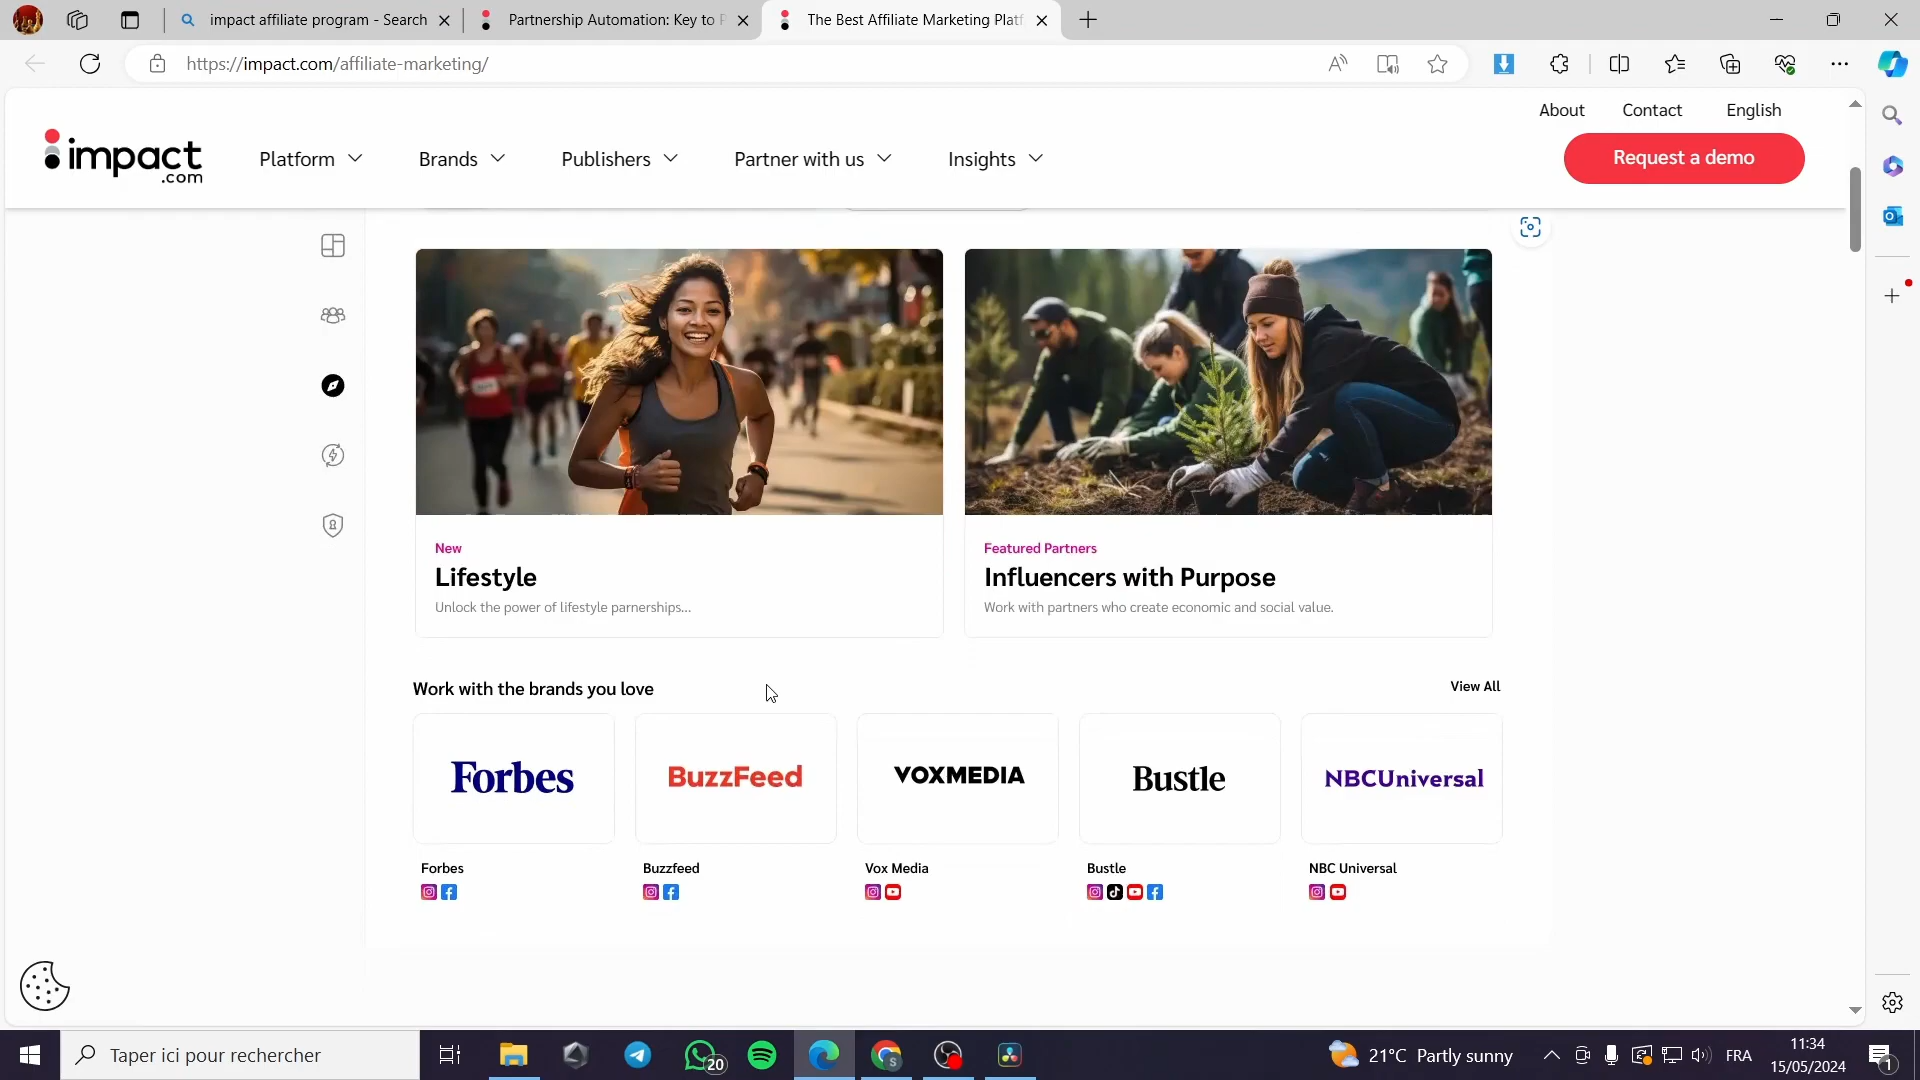 impact affiliate program - Search
Partnership Automation: Key to P
The Best Affiliate Marketing Platf
https://impact.com/affiliate-marketing/
About
Contact
English
impact
.com
Platform
Brands
Publishers
Partner with us
Insights
Request a demo
New
Lifestyle
Unlock the power of lifestyle parnerships...
Featured Partners
Influencers with Purpose
Work with partners who create economic and social value.
Work with the brands you love
View All
Forbes
BuzzFeed
VOXMEDIA
Bustle
NBCUniversal
Forbes
Buzzfeed
Vox Media
Bustle
NBC Universal
Taper ici pour rechercher
20
S
21°C Partly sunny
FRA
11:34
15/05/2024
1